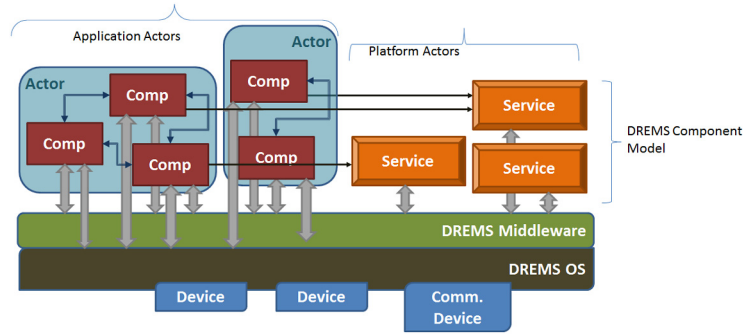 Application Actors
Platform Actors
Actor
Actor
Comp
Comp
Comp
Comp
Comp
Service
Service
Service
DREMS Component
Model
DREMS Middleware
DREMS OS
Device
Device
Comm.
Device